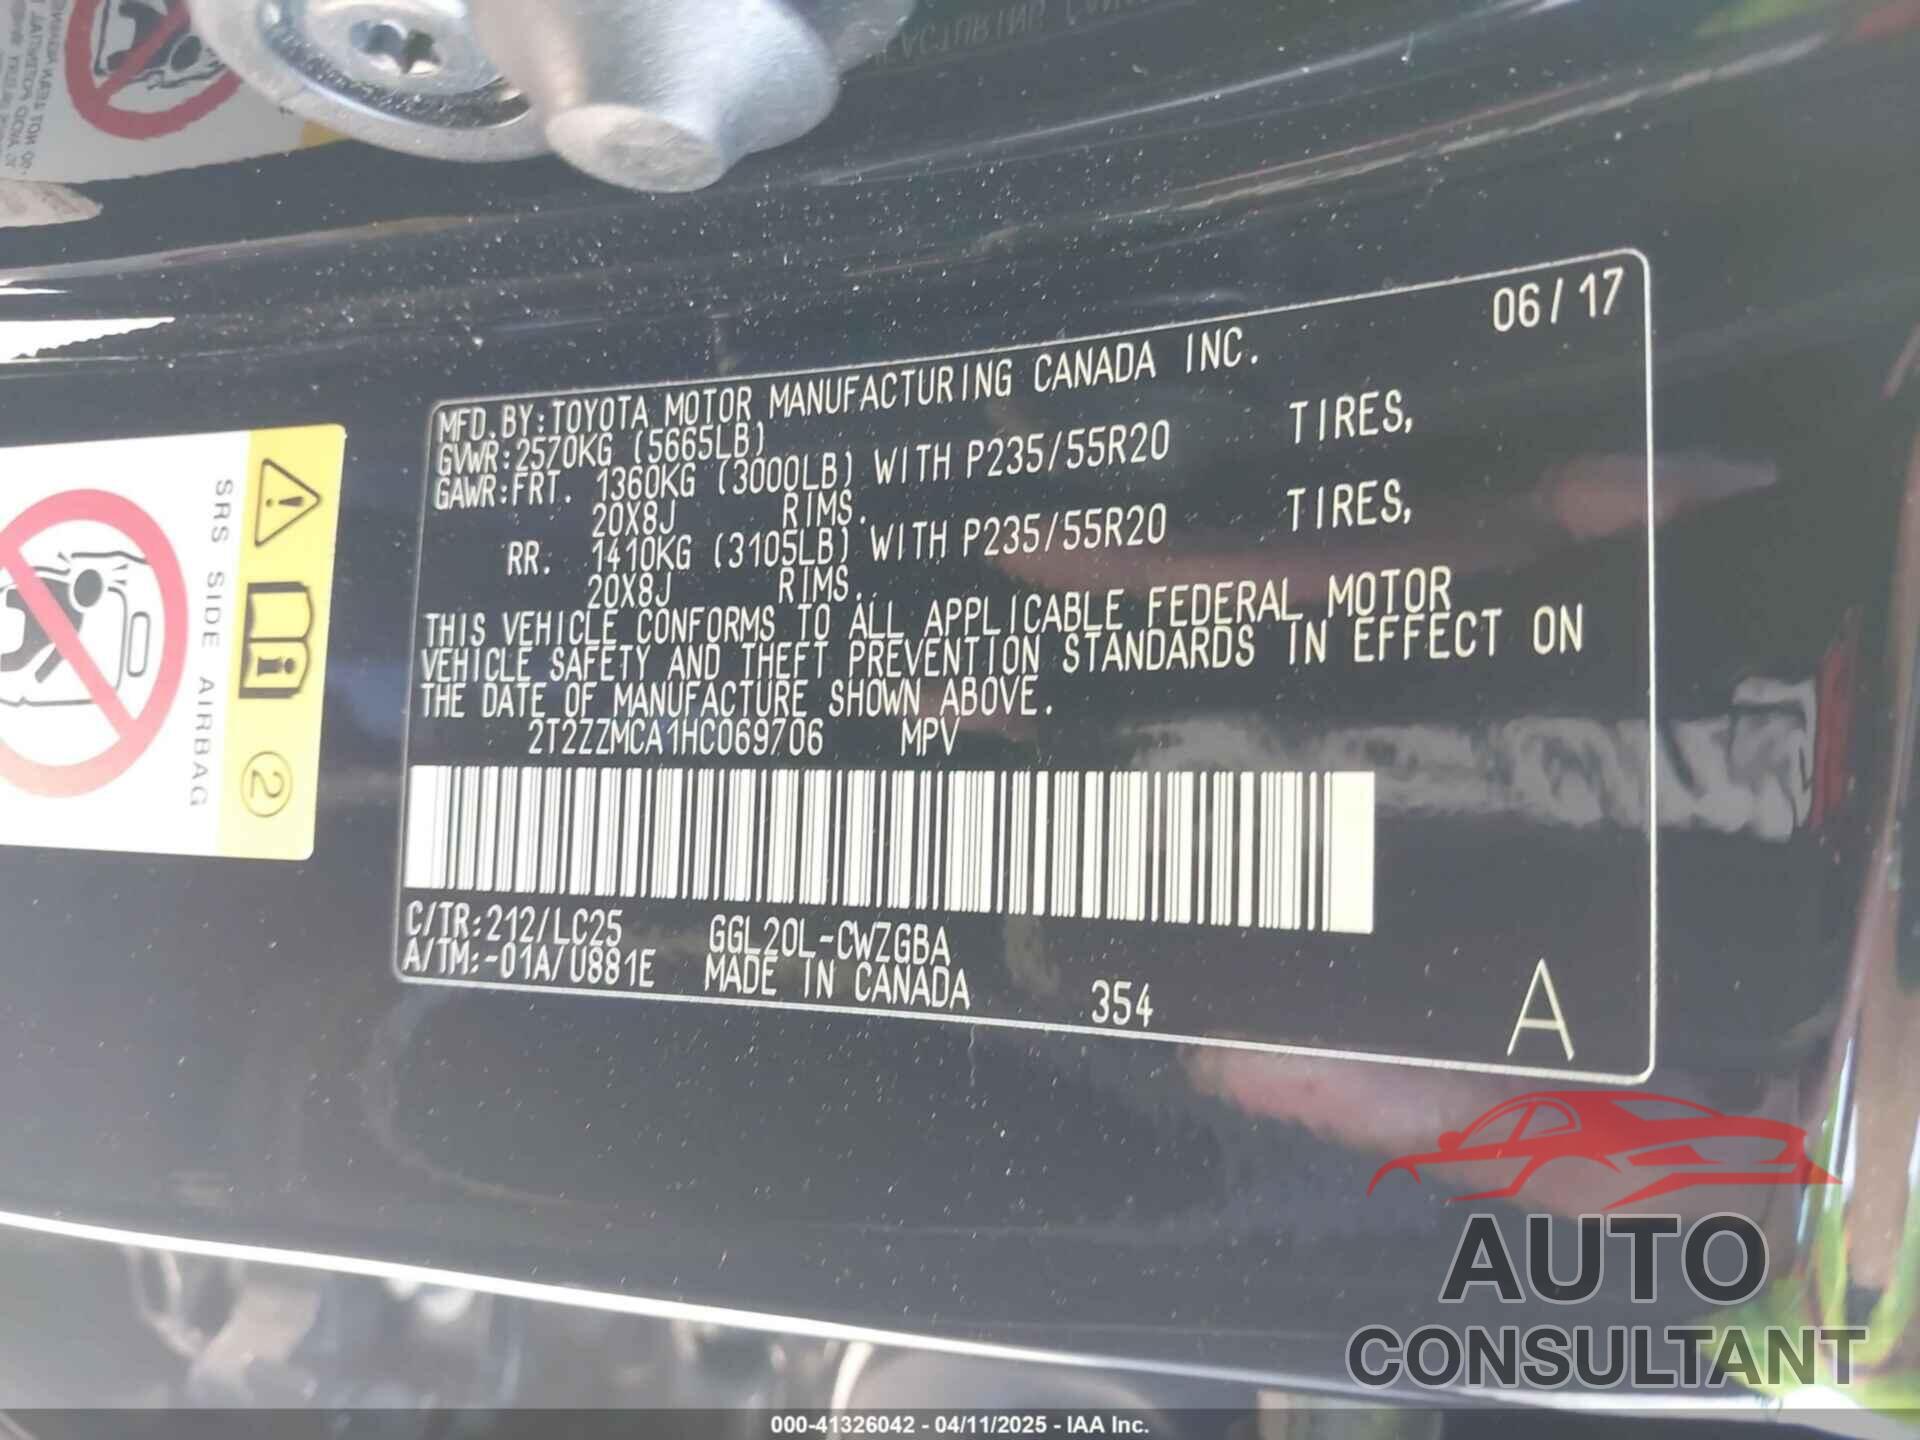 06/17
MFD.BY:TOYOTA MOTOR MANUFACTURING CANADA INC.
GVWR:2570KG (5665LB)
GAWR:FRT. 1360KG (3000LB) WITH P235/55R20 TIRES,
20X8J RIMS.
RR. 1410KG (3105LB) WITH P235/55R20 TIRES,
20X8J RIMS.
THIS VEHICLE CONFORMS TO ALL APPLICABLE FEDERAL MOTOR
VEHICLE SAFETY AND THEFT PREVENTION STANDARDS IN EFFECT ON
THE DATE OF MANUFACTURE SHOWN ABOVE.
2T2ZZMCA1HC069706 MPV
C/TR:212/LC25 GGL20L-CWZGBA
A/TM:-01A/U881E MADE IN CANADA 354
A
SRS SIDE AIRBAG
2
AUTO
CONSULTANT
000-41326042 - 04/11/2025 - IAA Inc.